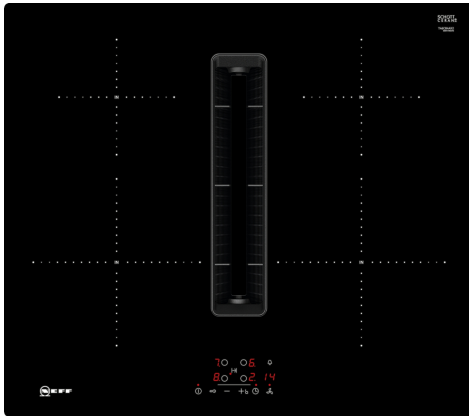 SCHOTT
CERAN®
7. 6.
8. 2. 14
b
NEFF